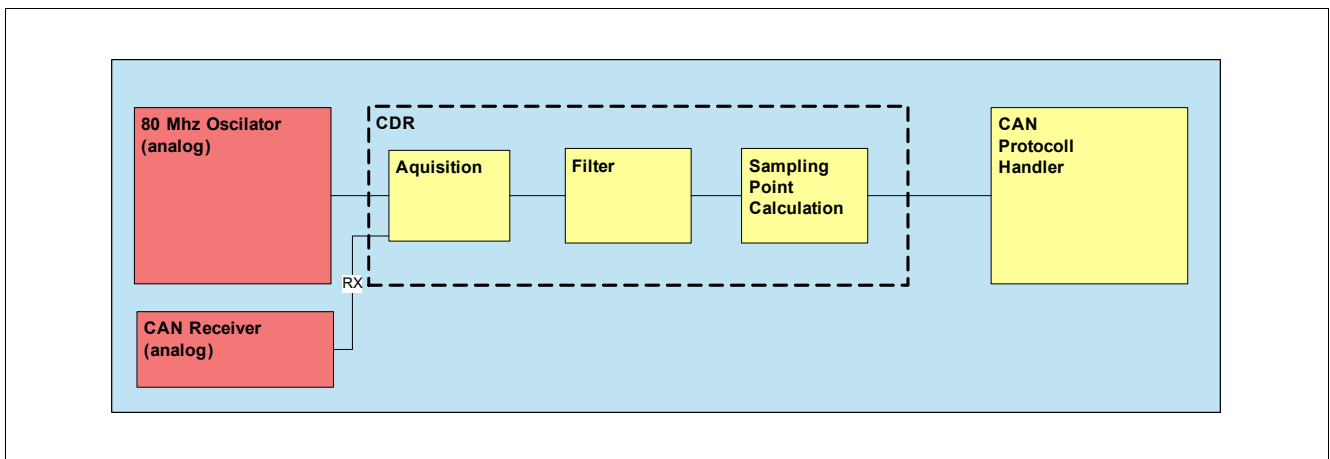 80 Mhz Oscilator
(analog)
CDR
Aquisition
Filter
Sampling
Point
Calculation
CAN
Protocoll
Handler
RX
CAN Receiver
(analog)